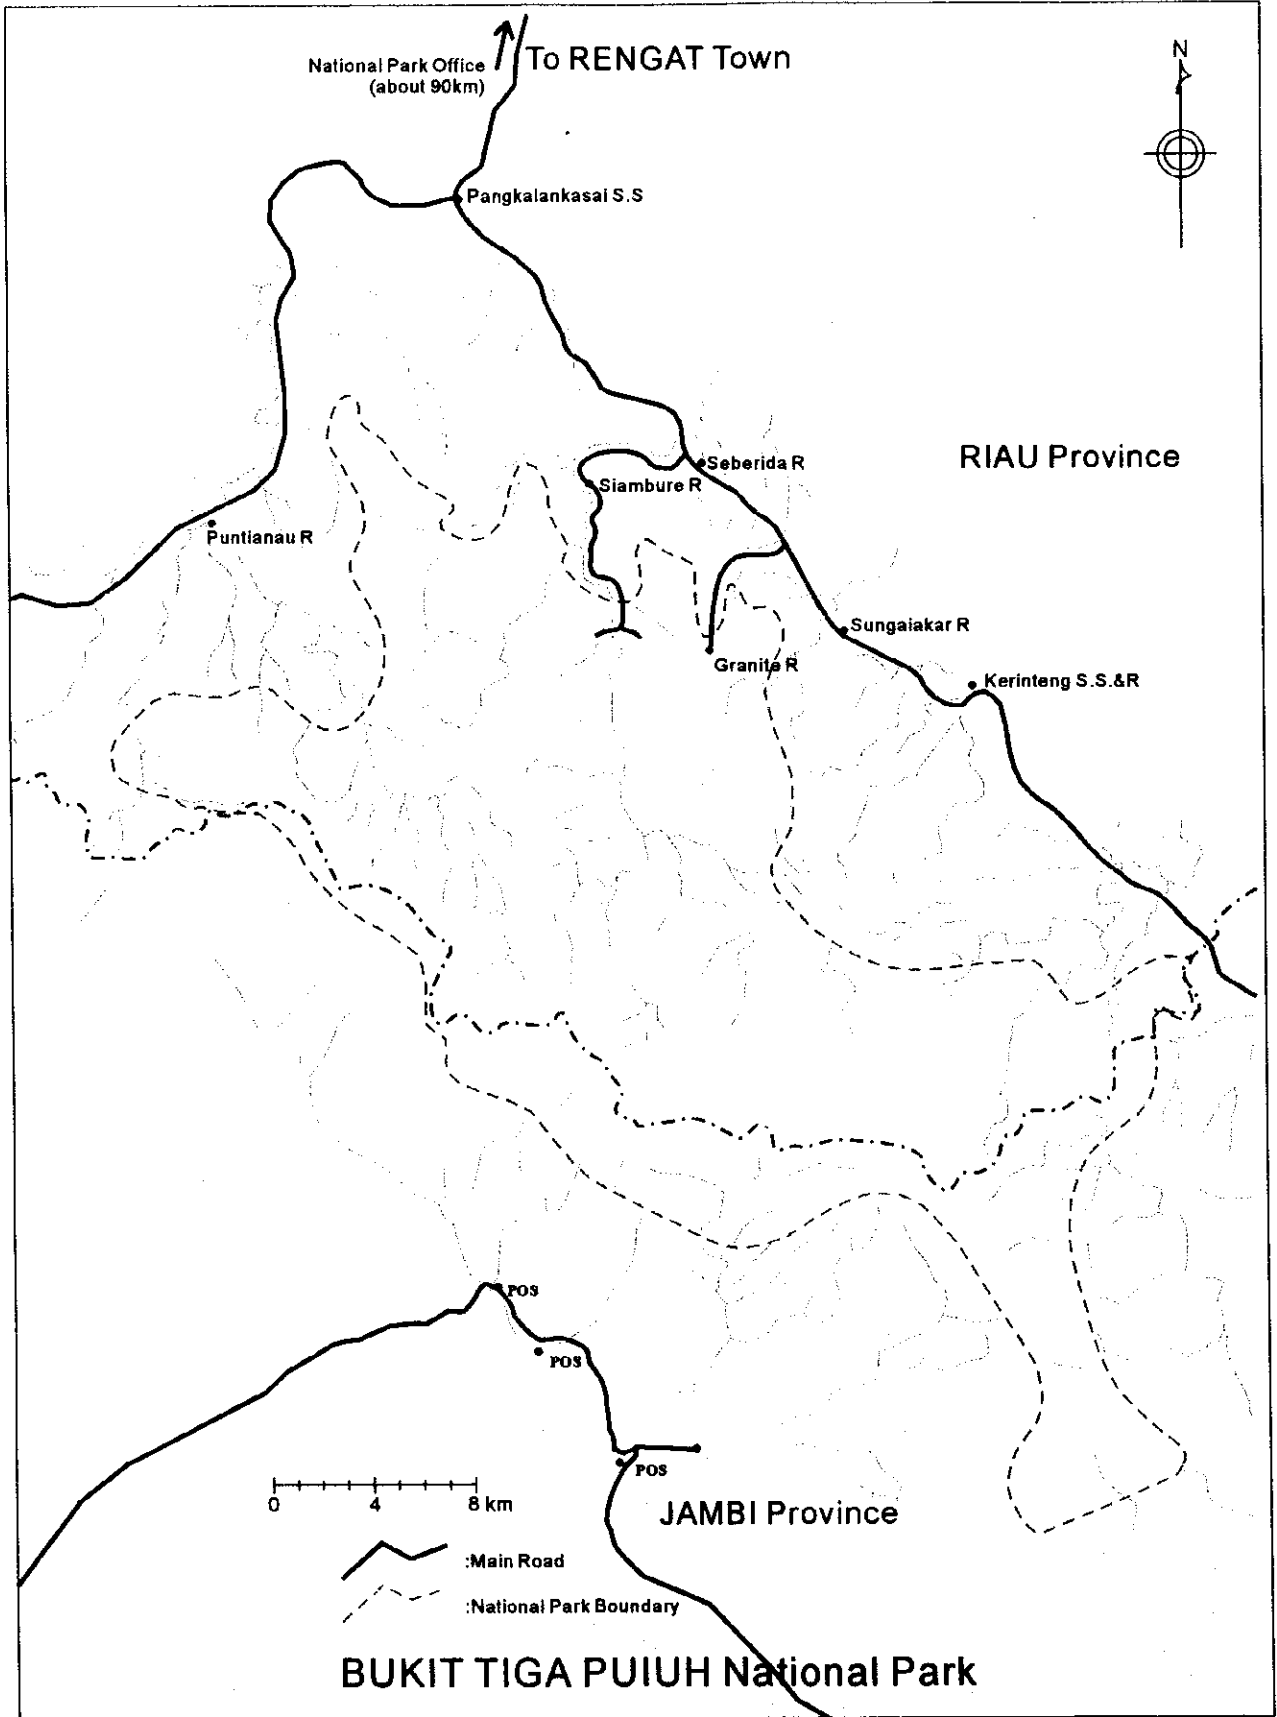 N
To RENGAT Town
National Park Office
(about 90km)
Pangkalankasai S.S
RIAU Province
Seberida R
Siambure R
Puntianau R
Sungaiakar R
Granite R
Kerinteng S.S.&R
POS
POS
POS
0 4 8 km
JAMBI Province
:Main Road
:National Park Boundary
BUKIT TIGA PUIUH National Park